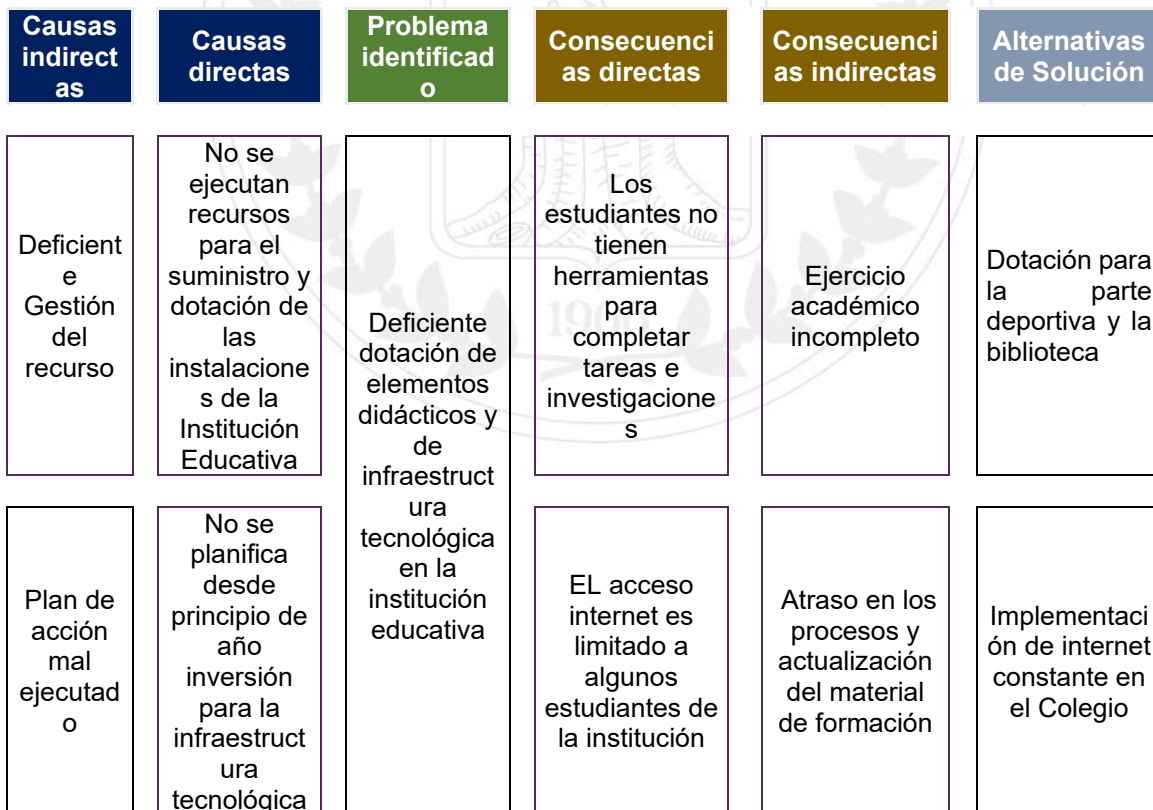 Causas
indirect
as
Causas
directas
Problema
identificad
o
Consecuenci
as directas
Consecuenci
as indirectas
Alternativas
de Solución
Deficient
e
Gestión
del
recurso
No se
ejecutan
recursos
para el
suministro y
dotación de
las
instalacione
s de la
Institución
Educativa
Deficiente
dotación de
elementos
didácticos y
de
infraestruct
ura
tecnológica
en la
institución
educativa
Los
estudiantes no
tienen
herramientas
para
completar
tareas e
investigacione
s
Ejercicio
académico
incompleto
Dotación para
la parte
deportiva y la
biblioteca
Plan de
acción
mal
ejecutad
o
No se
planifica
desde
principio de
año
inversión
para la
infraestruct
ura
tecnológica
EL acceso
internet es
limitado a
algunos
estudiantes de
la institución
Atraso en los
procesos y
actualización
del material
de formación
Implementaci
ón de internet
constante en
el Colegio